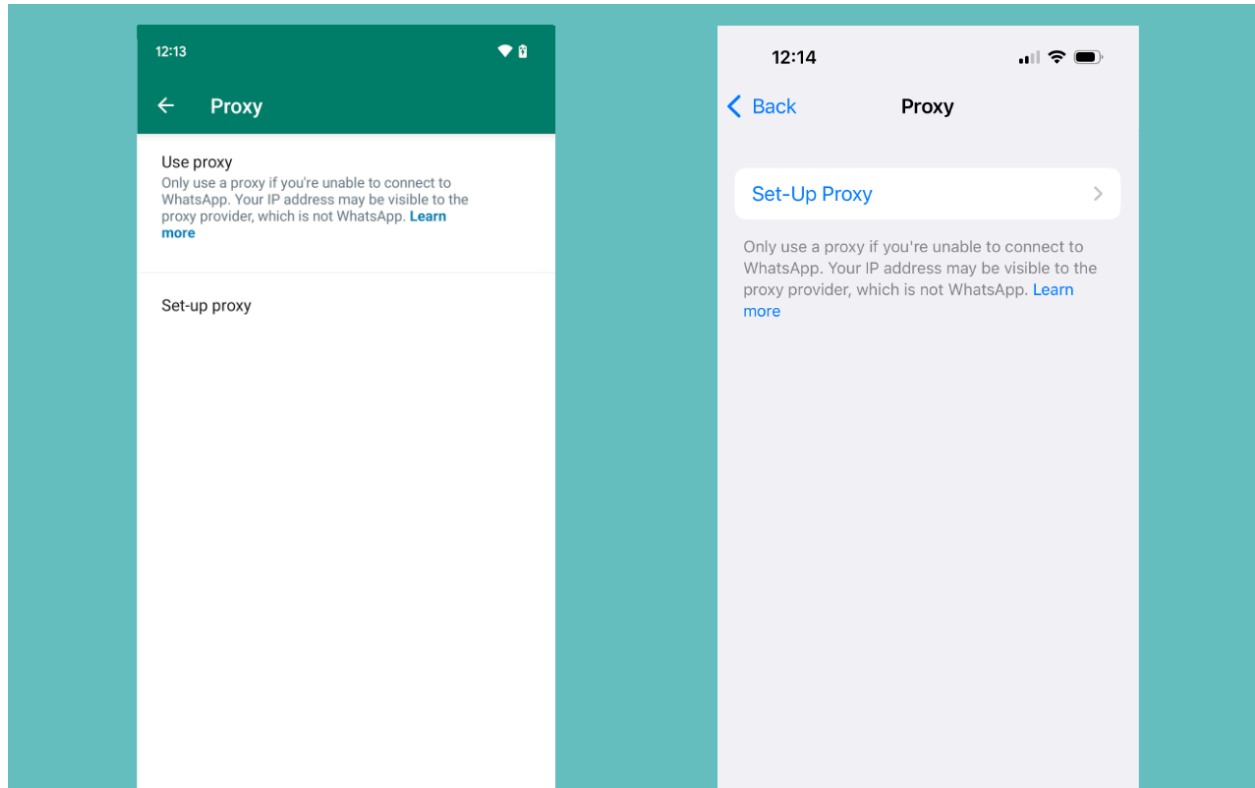 12:13
Proxy
Use proxy
Only use a proxy if you're unable to connect to
WhatsApp. Your IP address may be visible to the
proxy provider, which is not WhatsApp. Learn
more
Set-up proxy
12:14
Back
Proxy
Set-Up Proxy
Only use a proxy if you're unable to connect to
WhatsApp. Your IP address may be visible to the
proxy provider, which is not WhatsApp. Learn
more